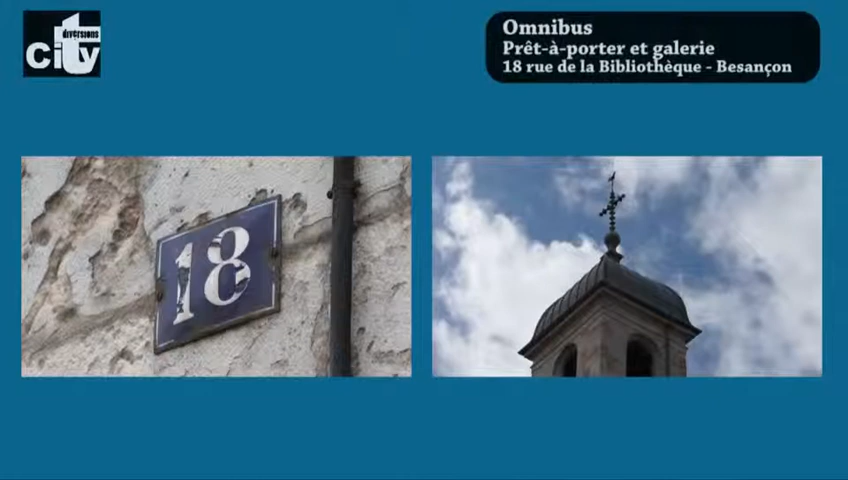 diversions
city
Omnibus
Prêt-à-porter et galerie
18 rue de la Bibliothèque - Besançon
18